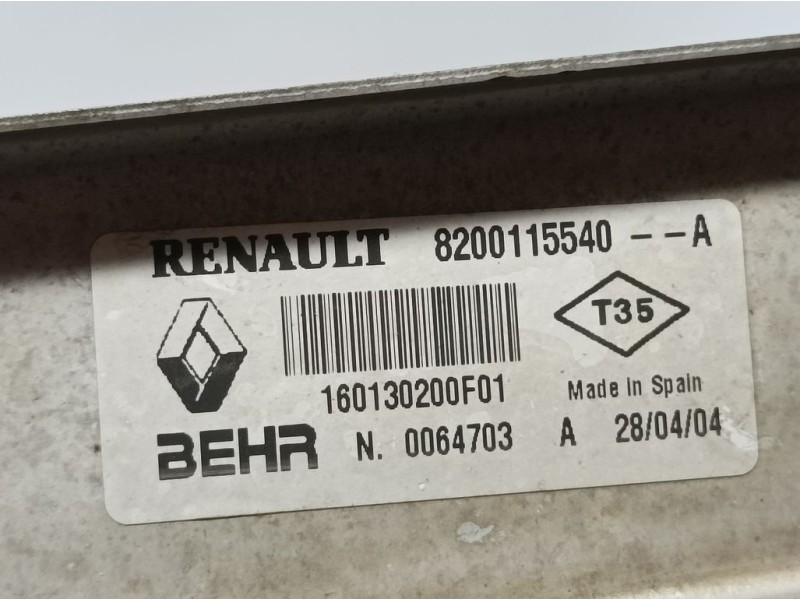 RENAULT 8200115540 --A
T35
160130200F01
Made in Spain
BEHR N. 0064703 A 28/04/04